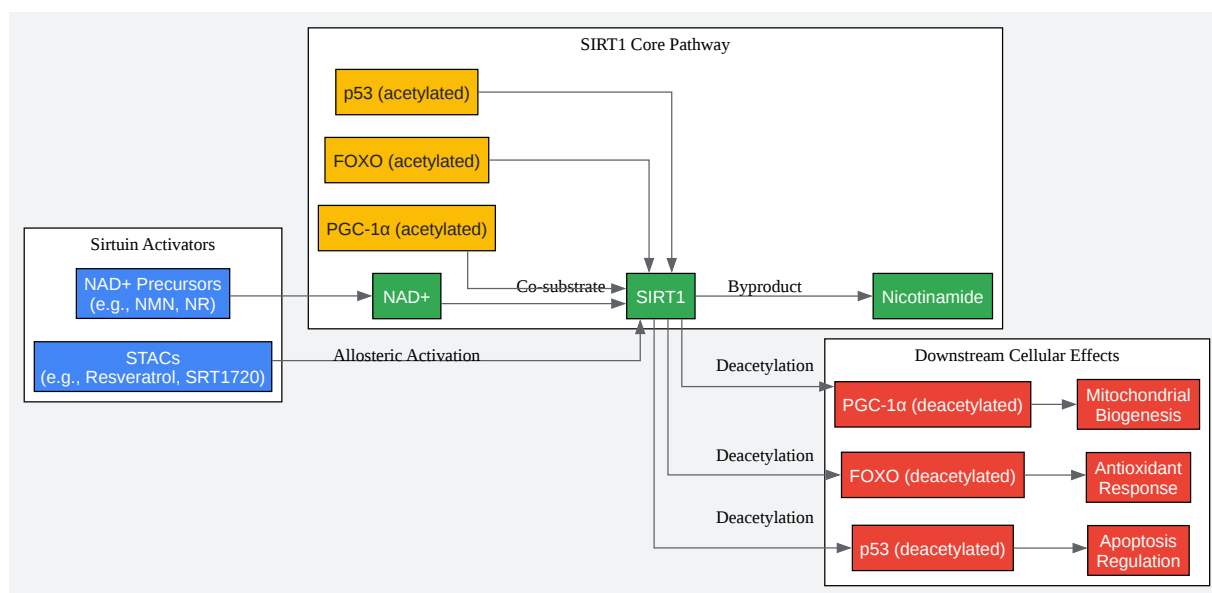 SIRT1 Core Pathway
p53 (acetylated)
FOXO (acetylated)
PGC-1α (acetylated)
Sirtuin Activators
NAD+ Precursors
(e.g., NMN, NR)
NAD+
Co-substrate
SIRT1
Byproduct
Nicotinamide
STACs
(e.g., Resveratrol, SRT1720)
Allosteric Activation
Downstream Cellular Effects
Deacetylation
PGC-1α (deacetylated)
Mitochondrial
Biogenesis
Deacetylation
FOXO (deacetylated)
Antioxidant
Response
Deacetylation
p53 (deacetylated)
Apoptosis
Regulation